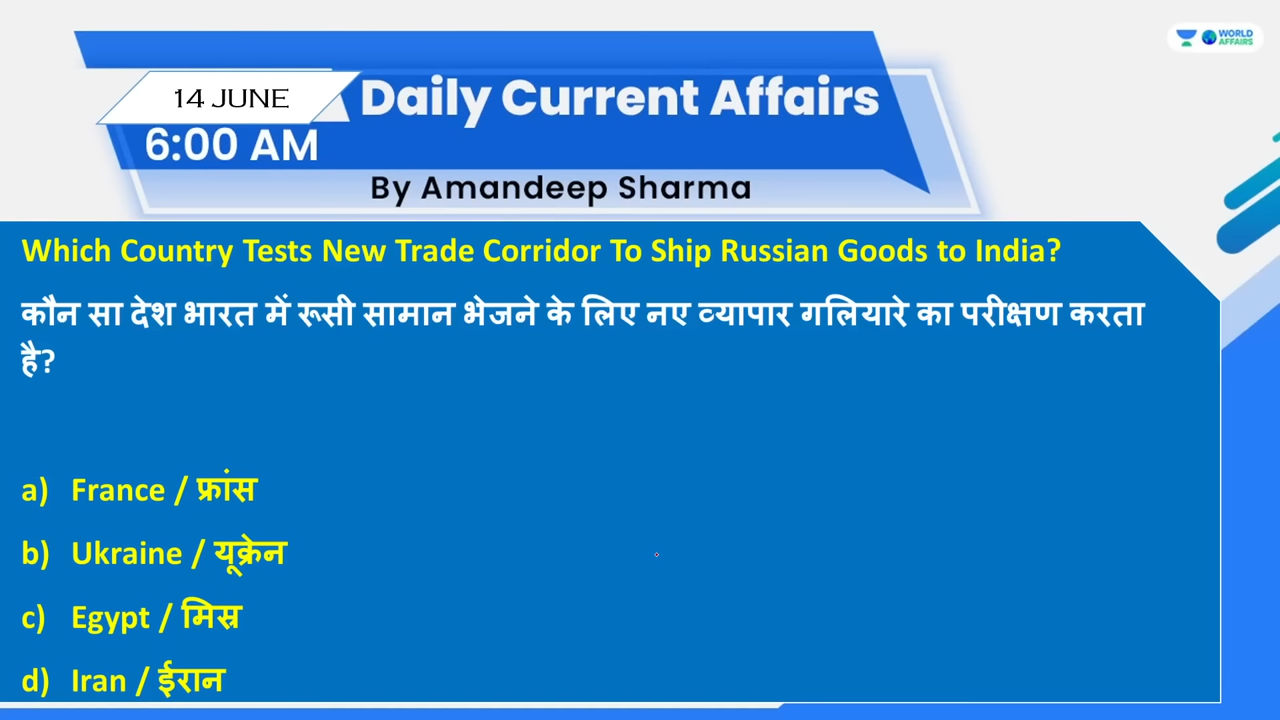 WORLD
AFFAIRS
14 JUNE
Daily Current Affairs
6:00 AM
By Amandeep Sharma
Which Country Tests New Trade Corridor To Ship Russian Goods to India?
कौन सा देश भारत में रूसी सामान भेजने के लिए नए व्यापार गलियारे का परीक्षण करता
है?
a) France / फ्रांस
b) Ukraine / यूक्रेन
c) Egypt / मिस्र
d) Iran / ईरान